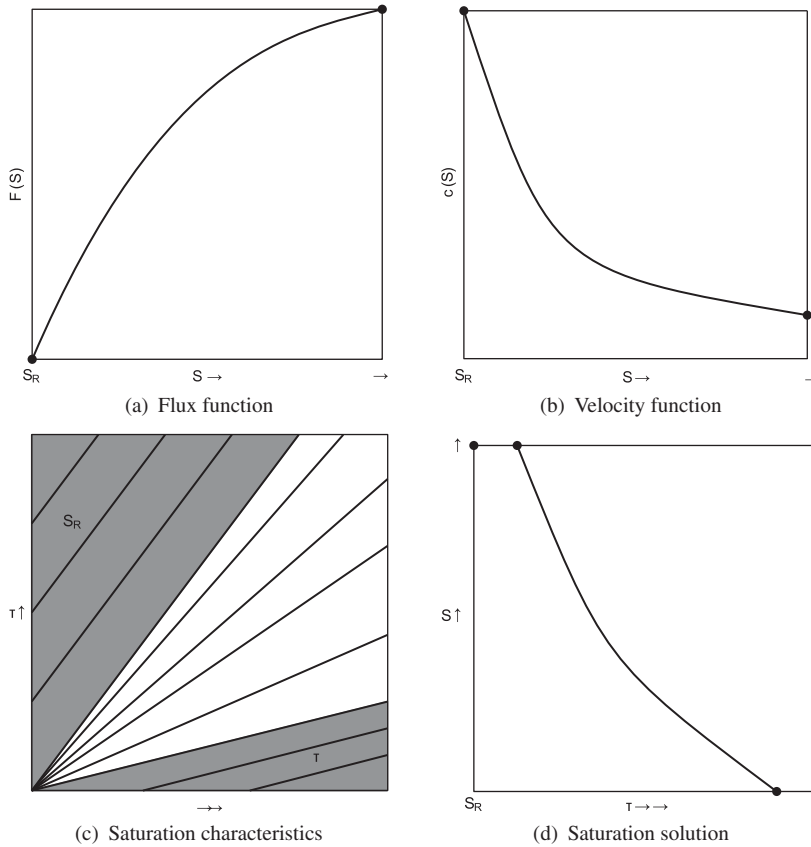 F(S)
S_R
S →
→
(a) Flux function
c(S)
S_R
S →
→
(b) Velocity function
S_R
τ ↑
τ
→→
(c) Saturation characteristics
↑
S ↑
S_R
τ → →
(d) Saturation solution